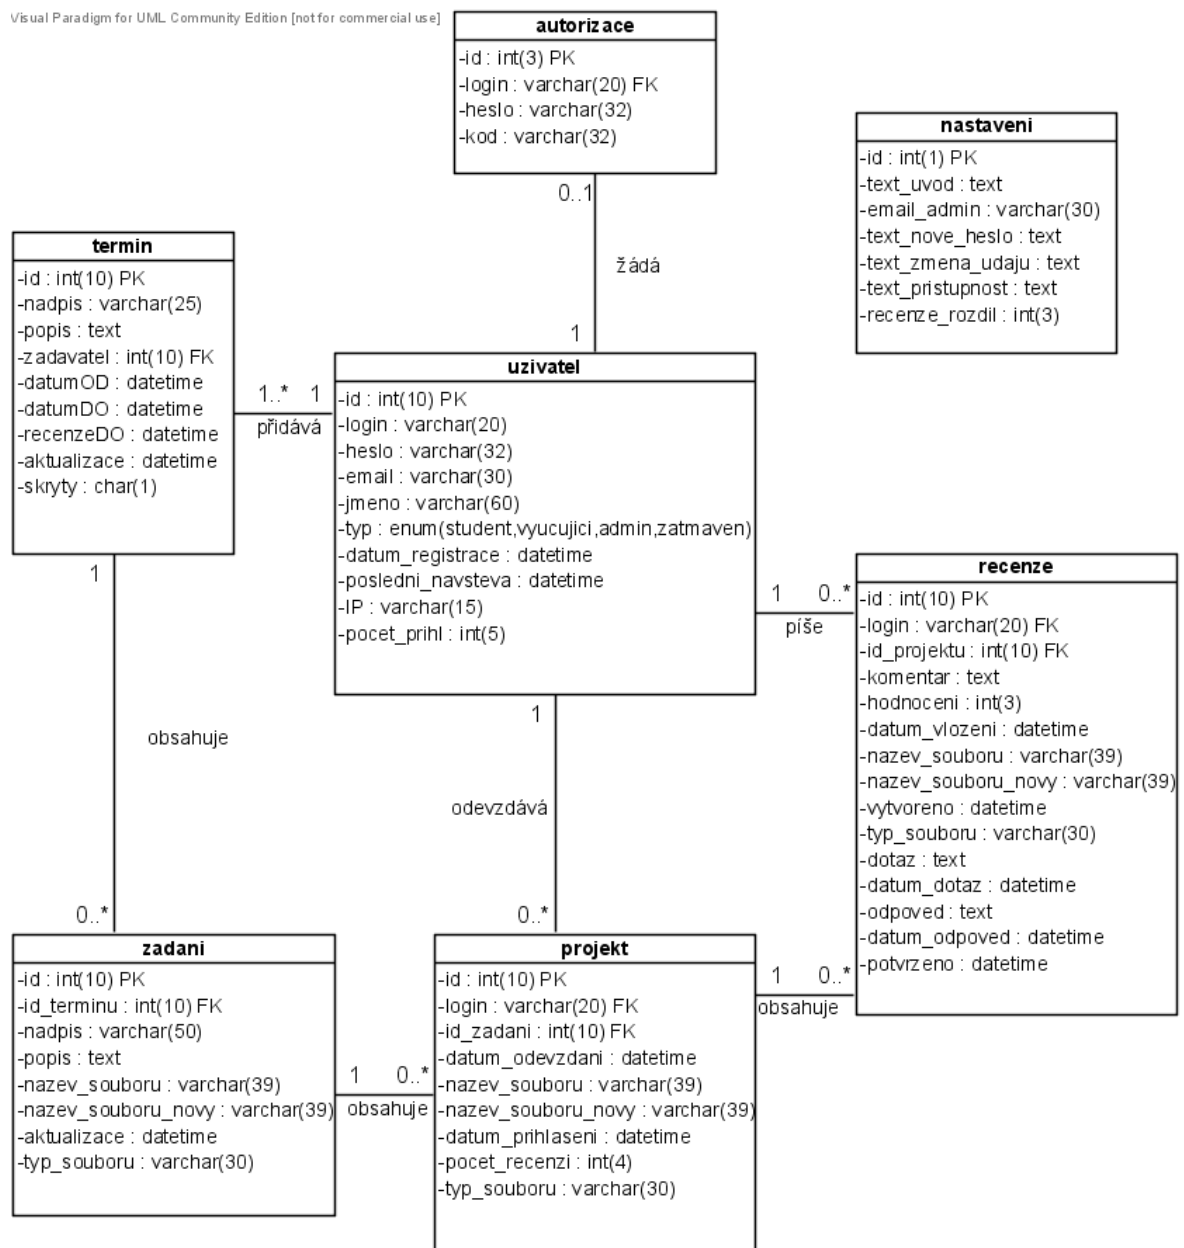 Visual Paradigm for UML Community Edition [not for commercial use]
autorizace
-id : int(3) PK
-login : varchar(20) FK
-heslo : varchar(32)
-kod : varchar(32)
nastaveni
-id : int(1) PK
-text_uvod : text
-email_admin : varchar(30)
-text_nove_heslo : text
-text_zmena_udaju : text
-text_pristupnost : text
-recenze_rozdil : int(3)
0..1
žádá
1
termin
-id : int(10) PK
-nadpis : varchar(25)
-popis : text
-zadavatel : int(10) FK
-datumOD : datetime
-datumDO : datetime
-recenzeDO : datetime
-aktualizace : datetime
-skryty : char(1)
1..* 1
přidává
uzivatel
-id : int(10) PK
-login : varchar(20)
-heslo : varchar(32)
-email : varchar(30)
-jmeno : varchar(60)
-typ : enum(student,vyucujici,admin,zatmaven)
-datum_registrace : datetime
-posledni_navsteva : datetime
-IP : varchar(15)
-pocet_prihl : int(5)
1 0..*
píše
recenze
-id : int(10) PK
-login : varchar(20) FK
-id_projektu : int(10) FK
-komentar : text
-hodnoceni : int(3)
-datum_vlozeni : datetime
-nazev_souboru : varchar(39)
-nazev_souboru_novy : varchar(39)
-vytvoreno : datetime
-typ_souboru : varchar(30)
-dotaz : text
-datum_dotaz : datetime
-odpoved : text
-datum_odpoved : datetime
-potvrzeno : datetime
1
obsahuje
0..*
1
odevzdává
0..*
zadani
-id : int(10) PK
-id_terminu : int(10) FK
-nadpis : varchar(50)
-popis : text
-nazev_souboru : varchar(39)
-nazev_souboru_novy : varchar(39)
-aktualizace : datetime
-typ_souboru : varchar(30)
1 0..*
obsahuje
projekt
-id : int(10) PK
-login : varchar(20) FK
-id_zadani : int(10) FK
-datum_odevzdani : datetime
-nazev_souboru : varchar(39)
-nazev_souboru_novy : varchar(39)
-datum_prihlaseni : datetime
-pocet_recenzi : int(4)
-typ_souboru : varchar(30)
1 0..*
obsahuje